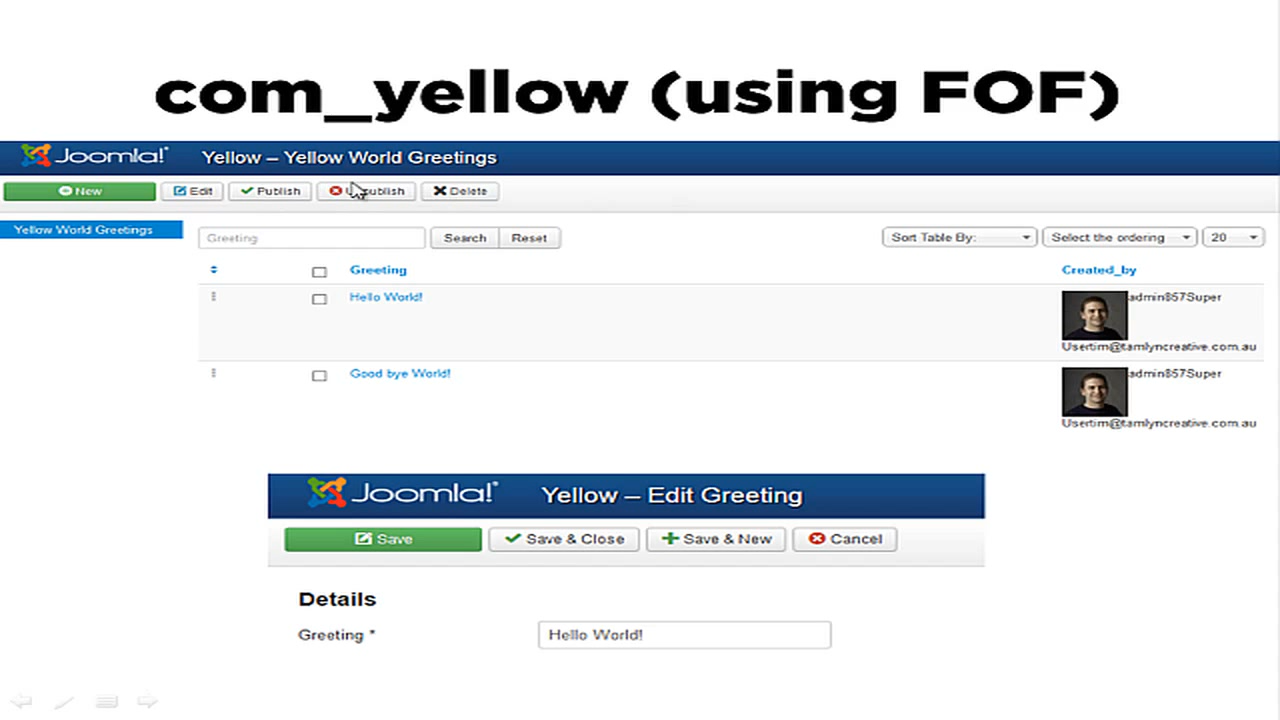 com_yellow (using FOF)
Joomla! Yellow – Yellow World Greetings
New Edit Publish Unpublish Delete
Yellow World Greetings
Greeting Search Reset Sort Table By: Select the ordering 20
Greeting Created_by
Hello World! admin857Super
Usertim@tamlyncreative.com.au
Good bye World! admin857Super
Usertim@tamlyncreative.com.au
Joomla! Yellow – Edit Greeting
Save Save & Close Save & New Cancel
Details
Greeting * Hello World!